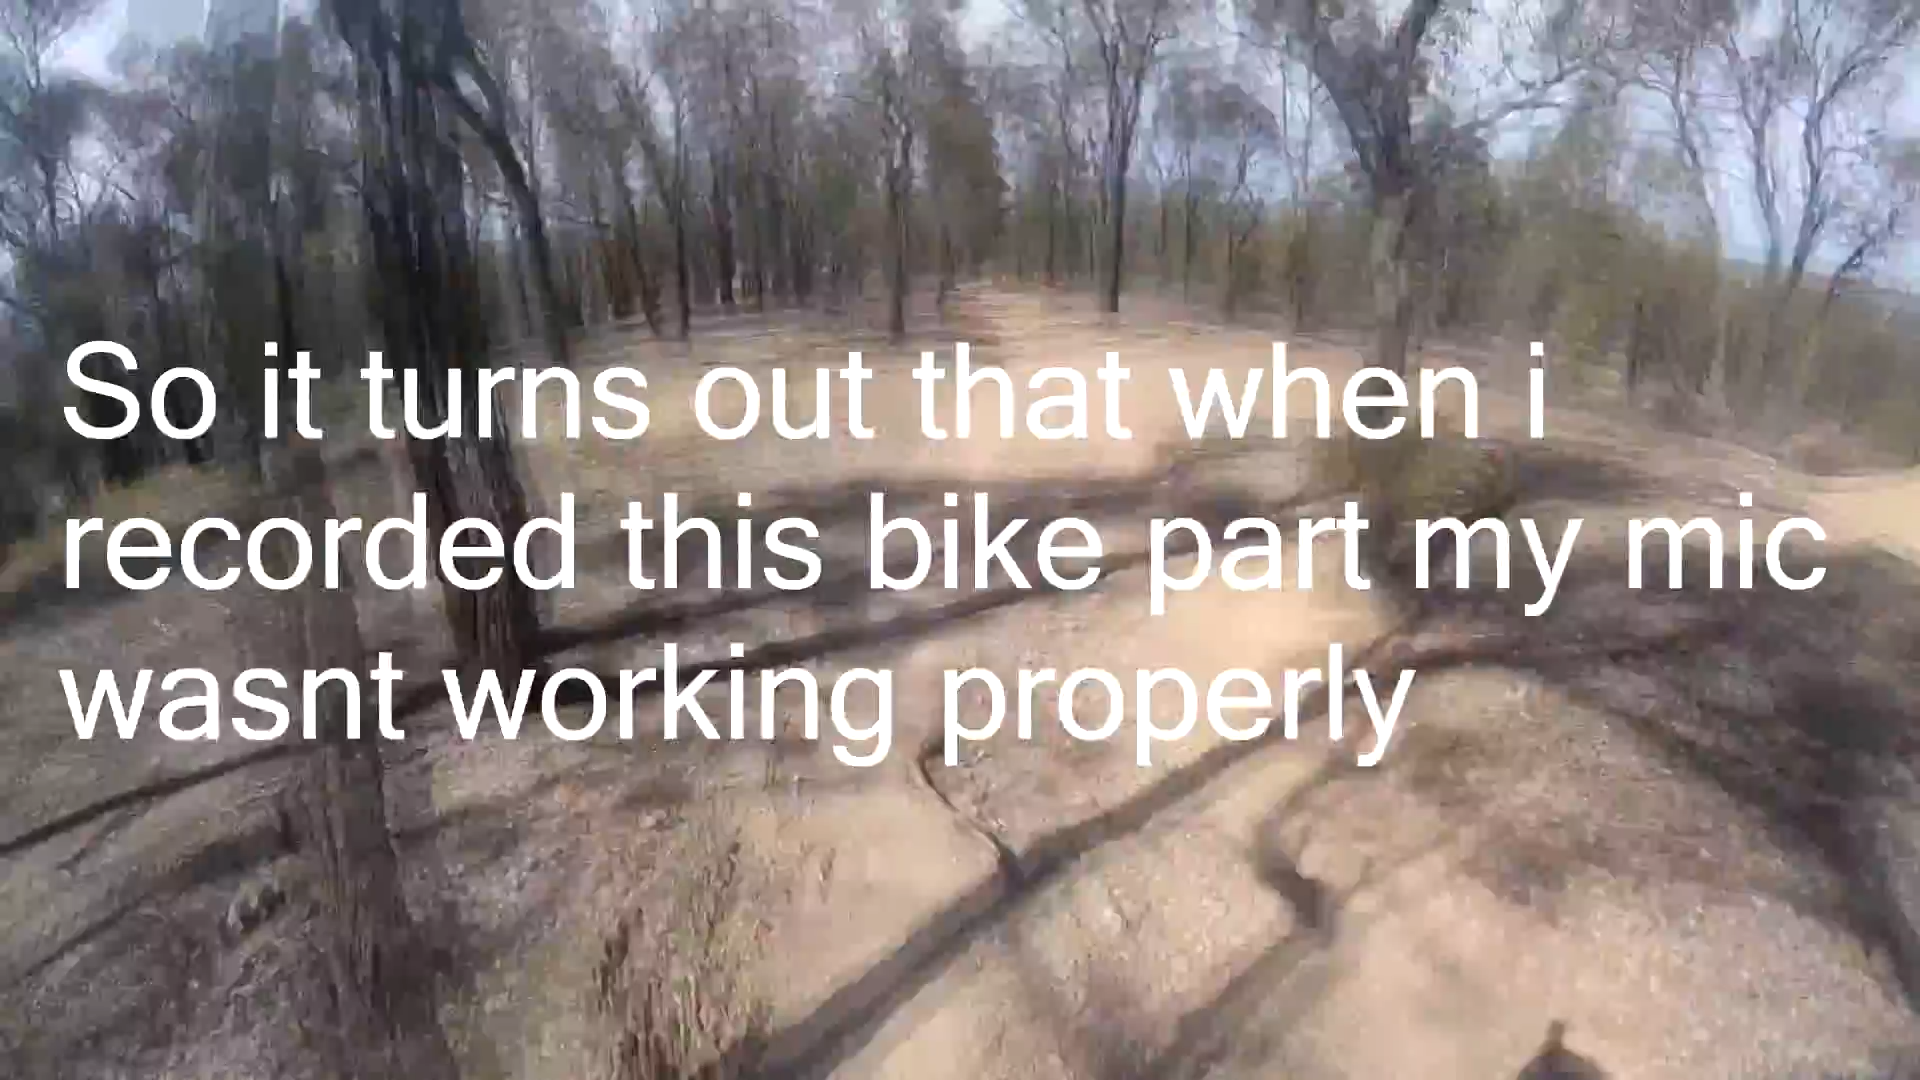 So it turns out that when i
recorded this bike part my mic
wasnt working properly